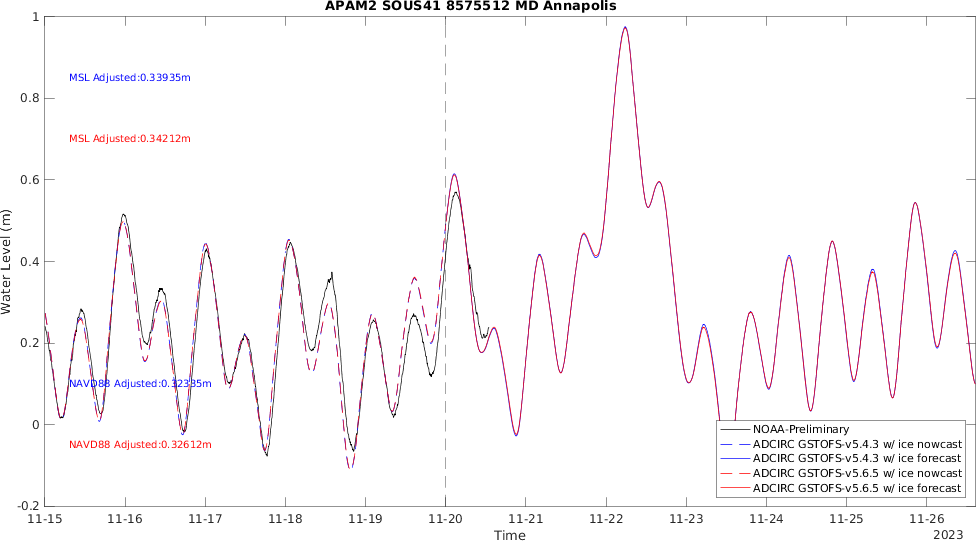 APAM2 SOUS41 8575512 MD Annapolis
1
0.8
0.6
0.4
0.2
0
-0.2
Water Level (m)
MSL Adjusted:0.33935m
MSL Adjusted:0.34212m
NAVD88 Adjusted:0.32335m
NAVD88 Adjusted:0.32612m
NOAA-Preliminary
ADCIRC GSTOFS-v5.4.3 w/ ice nowcast
ADCIRC GSTOFS-v5.4.3 w/ ice forecast
ADCIRC GSTOFS-v5.6.5 w/ ice nowcast
ADCIRC GSTOFS-v5.6.5 w/ ice forecast
11-15 11-16 11-17 11-18 11-19 11-20 11-21 11-22 11-23 11-24 11-25 11-26
Time
2023